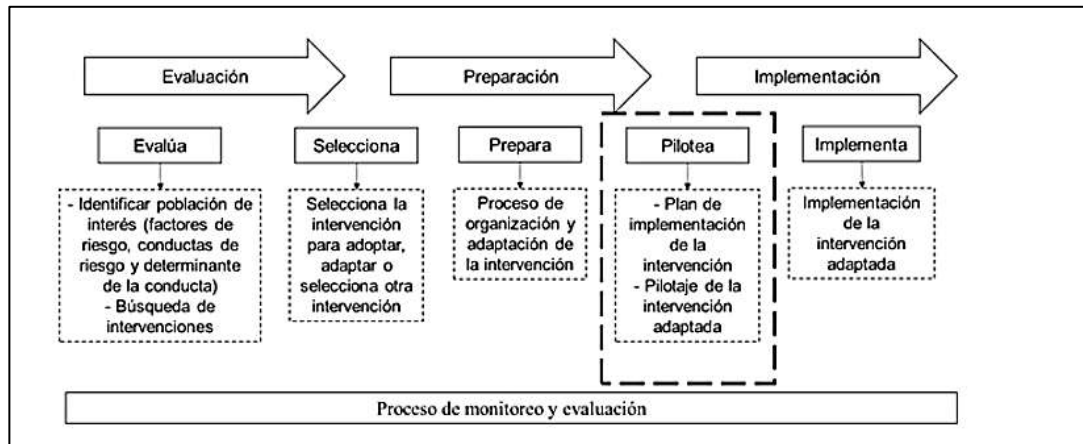 Evaluación
Preparación
Implementación
Evalúa
Selecciona
Prepara
Pilotea
Implementa
- Identificar población de
interés (factores de
riesgo, conductas de
riesgo y determinante
de la conducta)
- Búsqueda de
intervenciones
Selecciona la
intervención
para adoptar,
adaptar o
selecciona otra
intervención
Proceso de
organización y
adaptación de
la intervención
- Plan de
implementación
de la
intervención
- Pilotaje de la
intervención
adaptada
Implementación
de la
intervención
adaptada
Proceso de monitoreo y evaluación